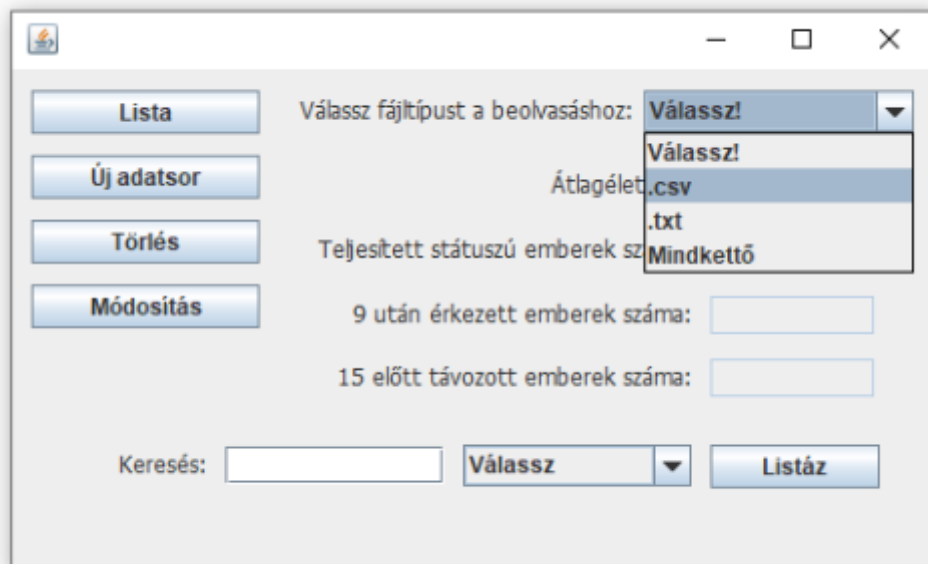 Lista
Válassz fájltípust a beolvasáshoz:
Válassz!
Válassz!
.csv
.txt
Mindkettő
Új adatsor
Átlagélet
Törlés
Teljesített státuszú emberek sz
Módosítás
9 után érkezett emberek száma:
15 előtt távozott emberek száma:
Keresés:
Válassz
Listáz